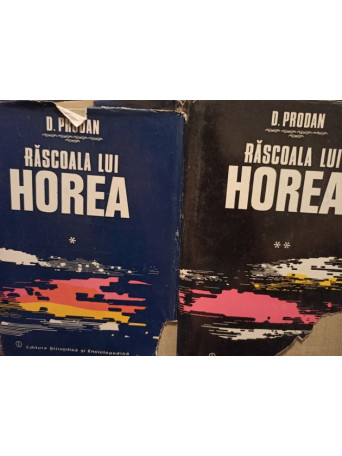 D. PRODAN
RĂSCOALA LUI
HOREA
*
Editura Științifică și Enciclopedică
D. PRODAN
RĂSCOALA LUI
HOREA
**